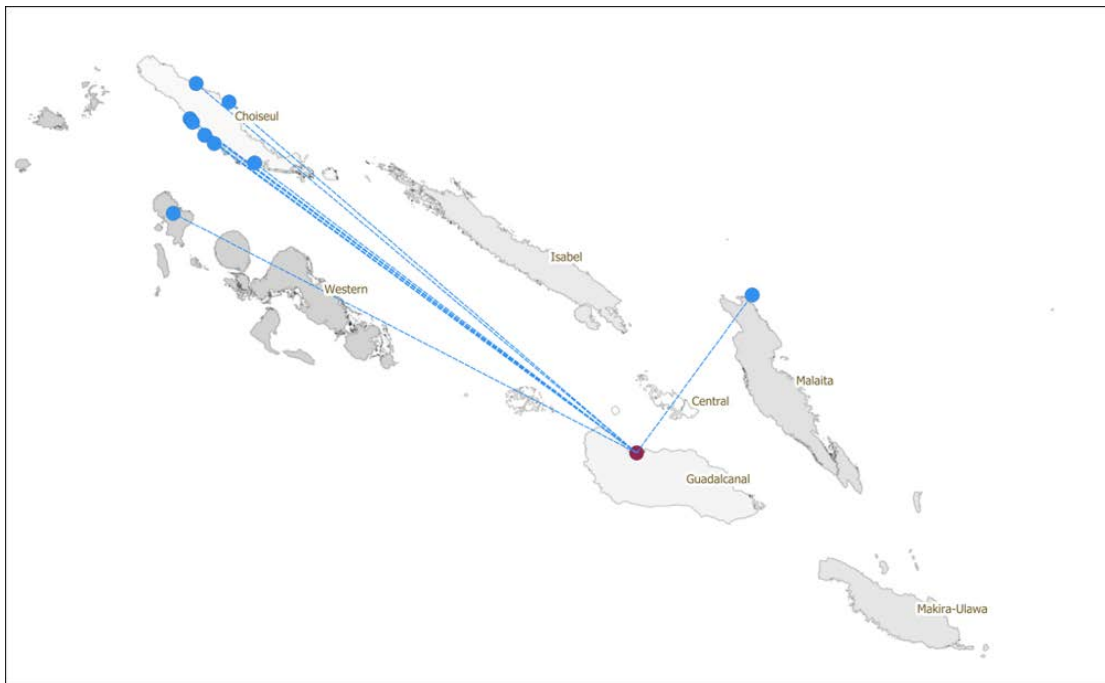 Choiseul
Isabel
Western
Malaita
Central
Guadalcanal
Makira-Ulawa